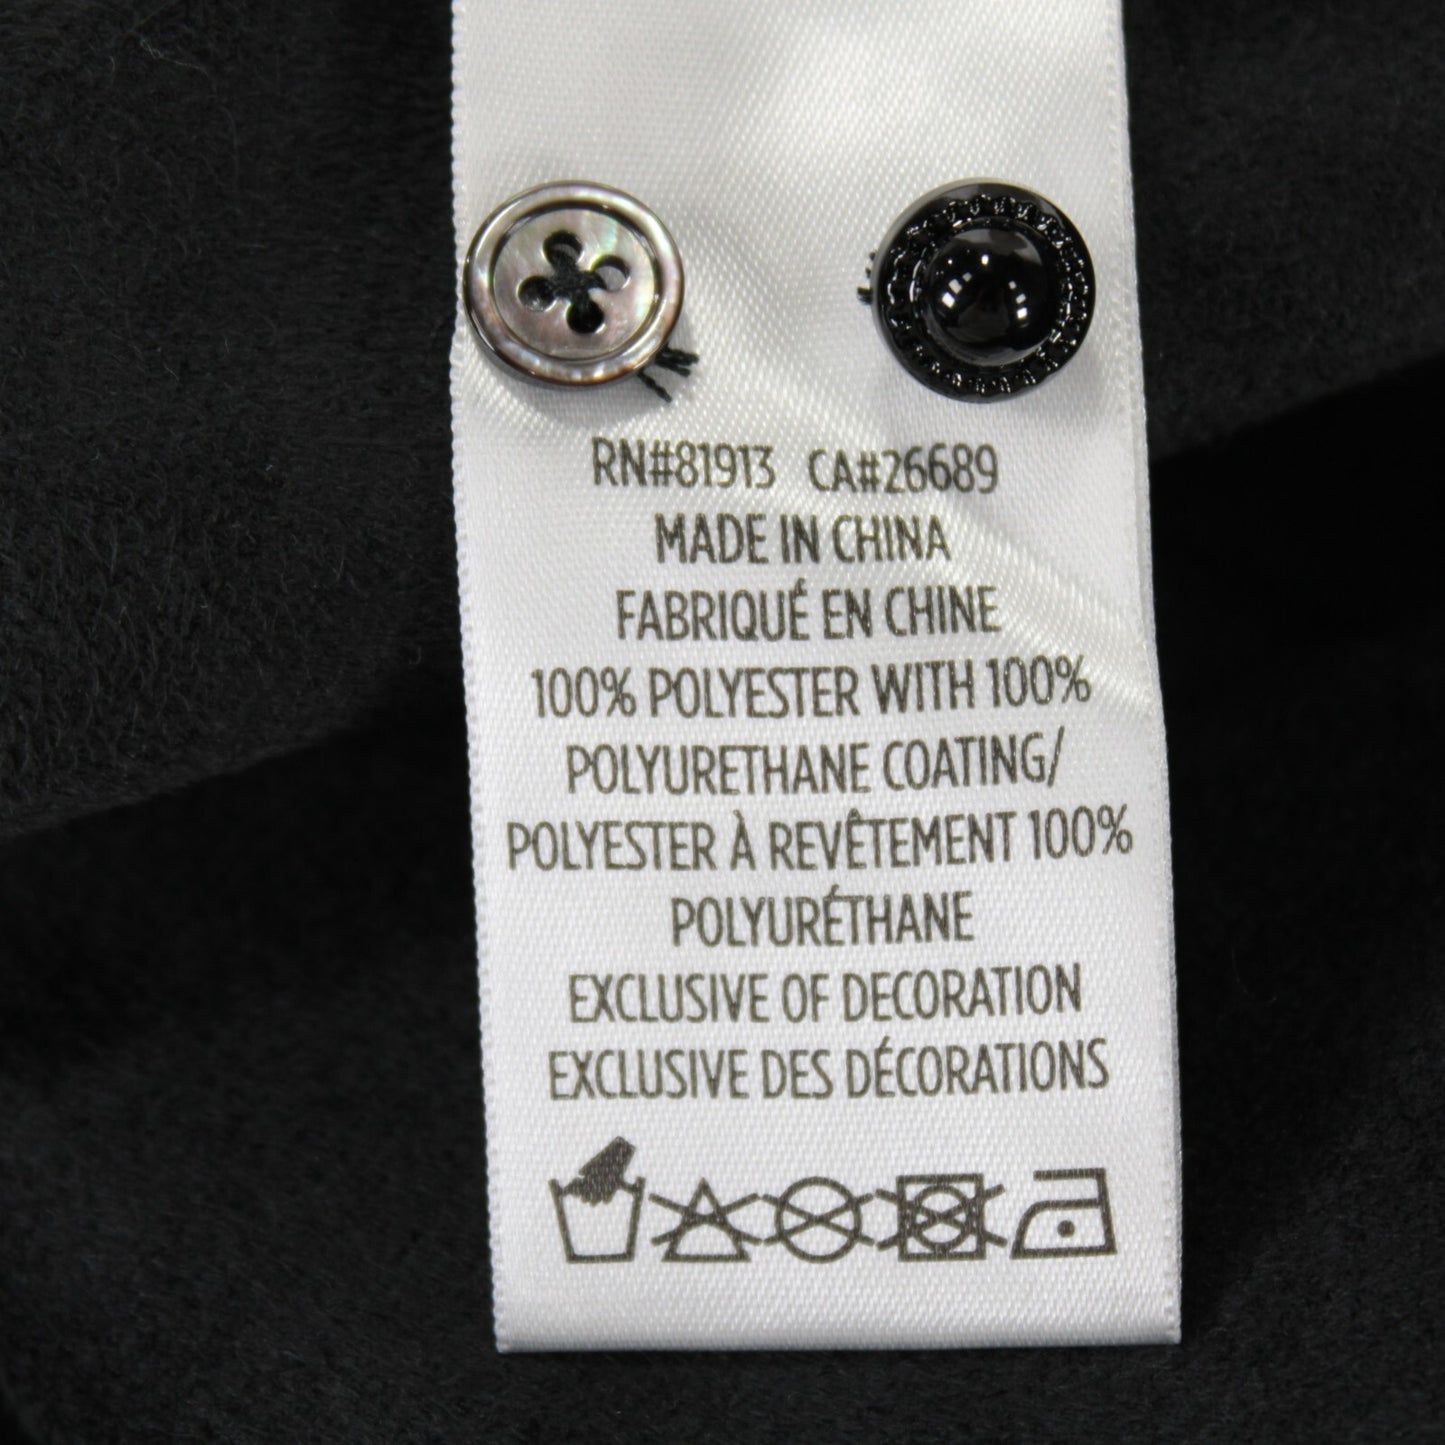 RN#81913 CA#26689
MADE IN CHINA
FABRIQUÉ EN CHINE
100% POLYESTER WITH 100%
POLYURETHANE COATING/
POLYESTER À REVÊTEMENT 100%
POLYURÉTHANE
EXCLUSIVE OF DECORATION
EXCLUSIVE DES DÉCORATIONS